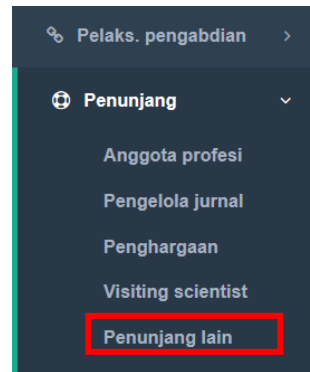 Pelaks. pengabdian
Penunjang
Anggota profesi
Pengelola jurnal
Penghargaan
Visiting scientist
Penunjang lain